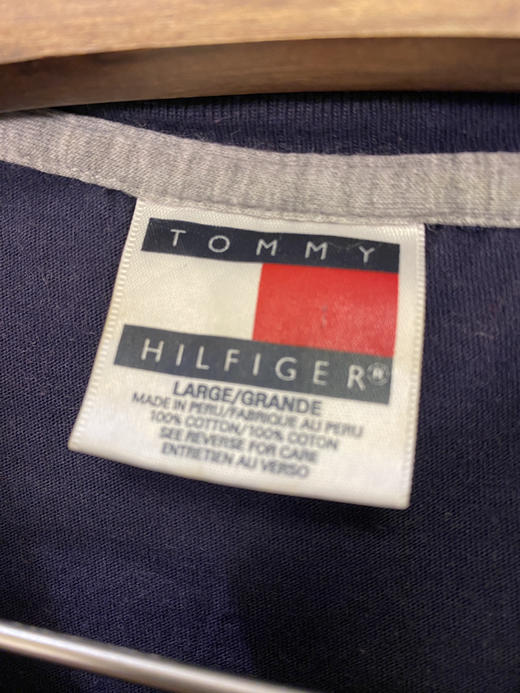 TOMMY
HILFIGER®
LARGE/GRANDE
MADE IN PERU/FABRIQUE AU PERU
100% COTTON/100% COTON
SEE REVERSE FOR CARE
ENTRETIEN AU VERSO